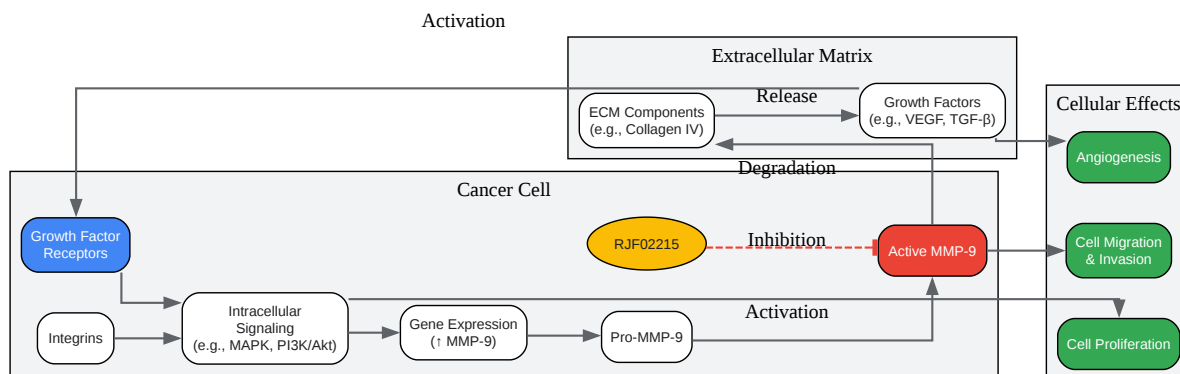 Activation
Extracellular Matrix
Release
ECM Components
(e.g., Collagen IV)
Growth Factors
(e.g., VEGF, TGF-β)
Cellular Effects
Angiogenesis
Degradation
Cancer Cell
Growth Factor
Receptors
RJF02215
Inhibition
Active MMP-9
Cell Migration
& Invasion
Integrins
Intracellular
Signaling
(e.g., MAPK, PI3K/Akt)
Gene Expression
(↑ MMP-9)
Pro-MMP-9
Activation
Cell Proliferation